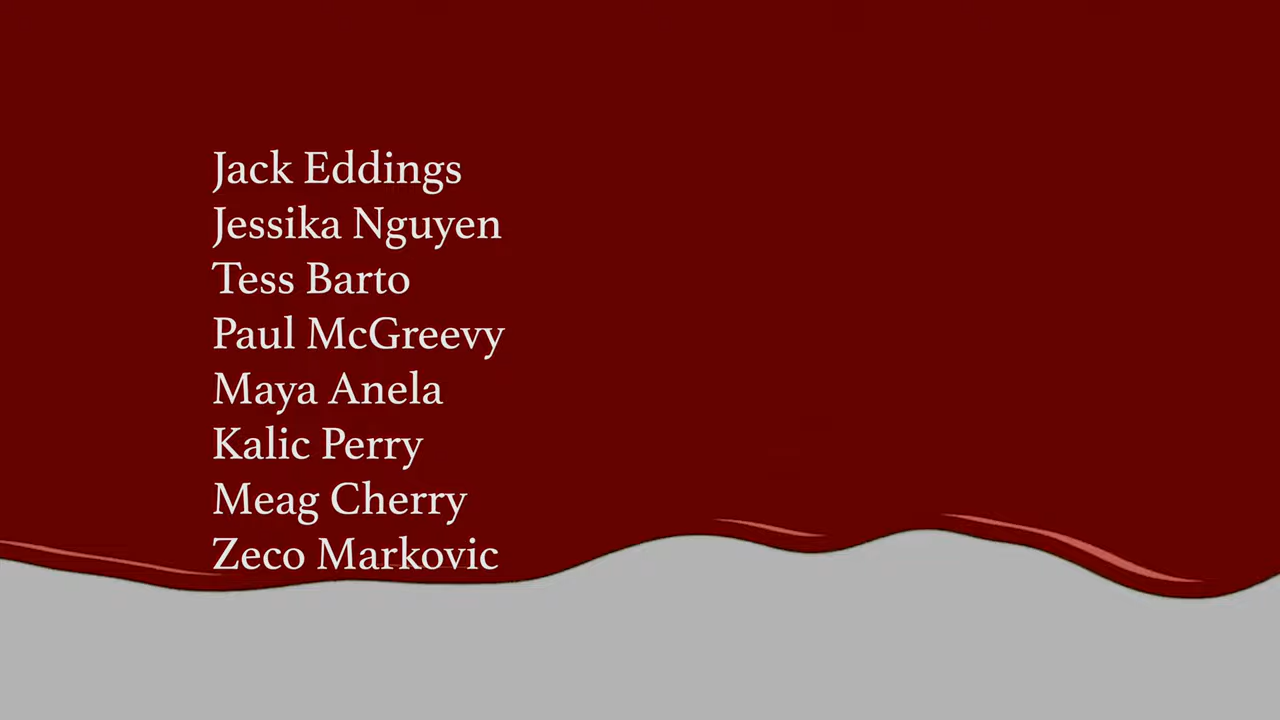 Jack Eddings
Jessika Nguyen
Tess Barto
Paul McGreevy
Maya Anela
Kalic Perry
Meag Cherry
Zeco Markovic